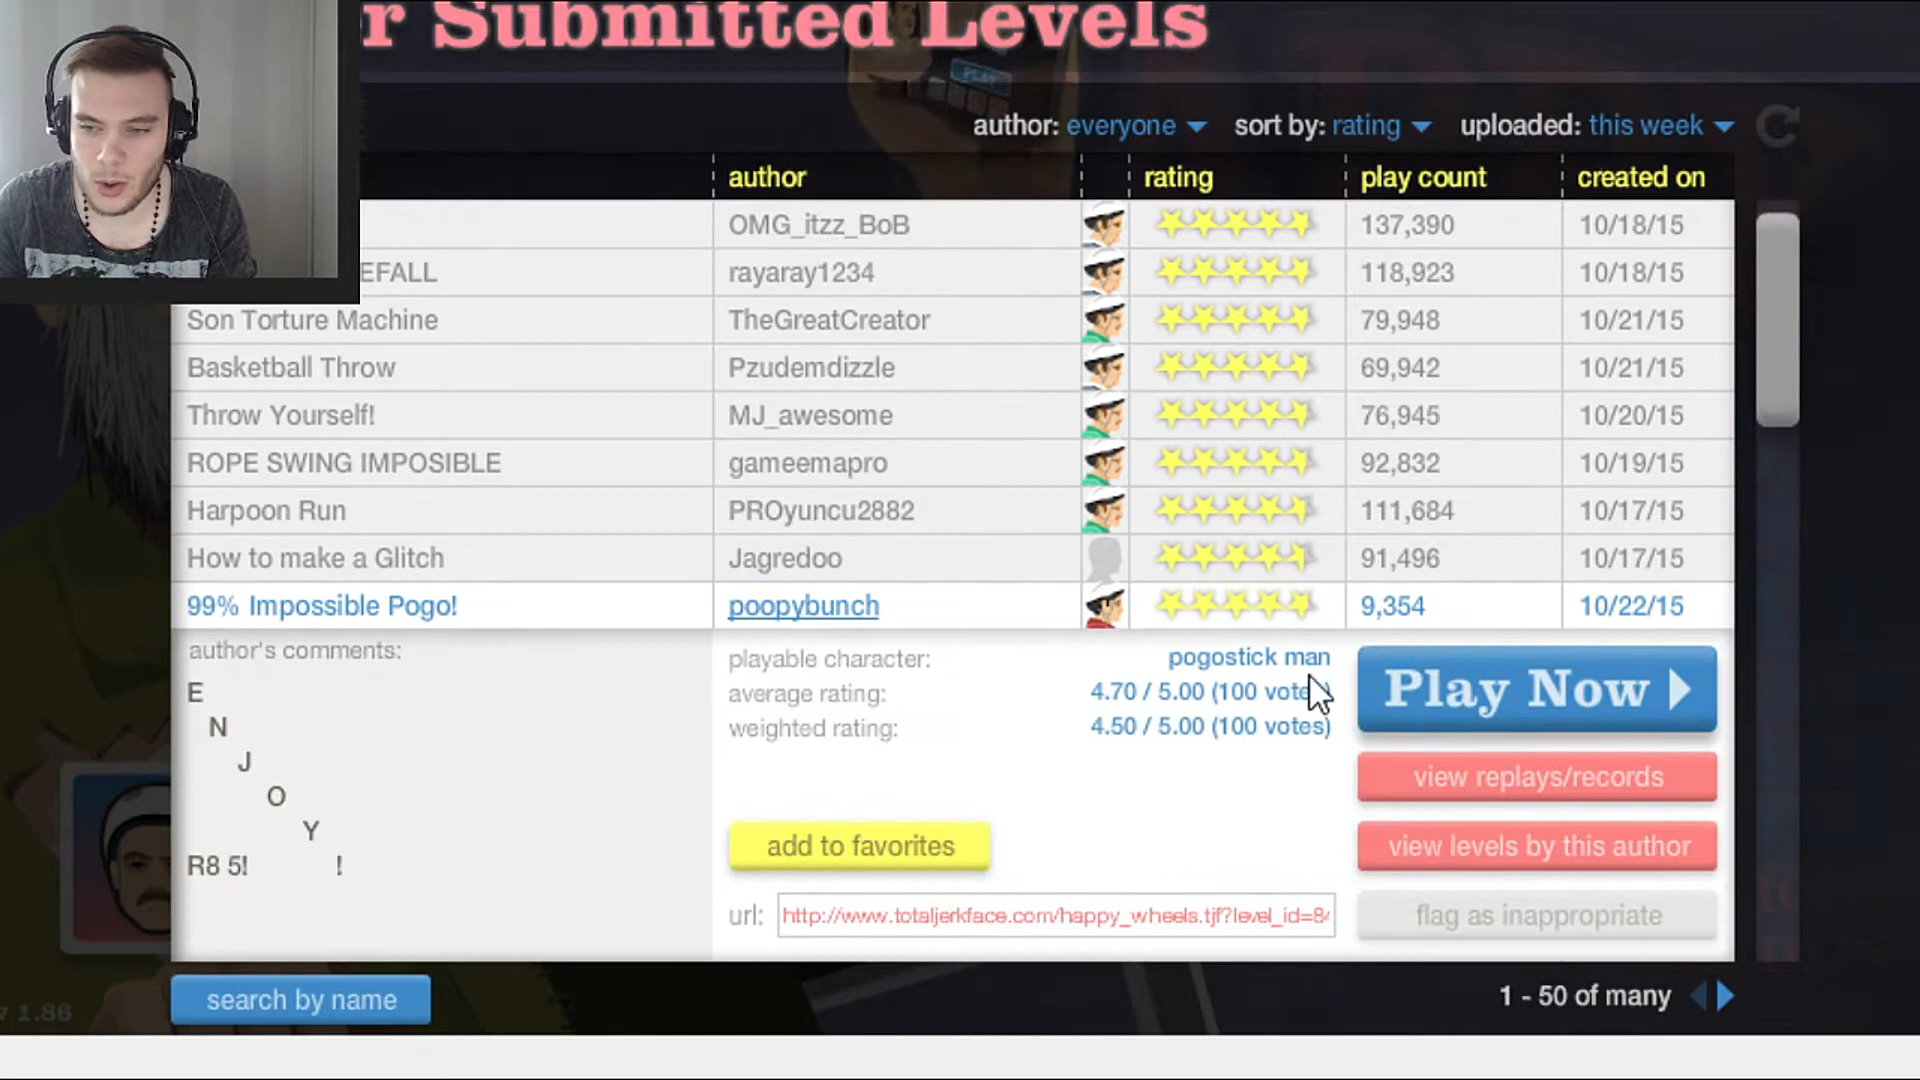 r Submitted Levels
PLAY
author: everyone sort by: rating uploaded: this week
author rating play count created on
OMG_itzz_BoB 137,390 10/18/15
EFALL rayaray1234 118,923 10/18/15
Son Torture Machine TheGreatCreator 79,948 10/21/15
Basketball Throw Pzudemdizzle 69,942 10/21/15
Throw Yourself! MJ_awesome 76,945 10/20/15
ROPE SWING IMPOSIBLE gameemapro 92,832 10/19/15
Harpoon Run PROyuncu2882 111,684 10/17/15
How to make a Glitch Jagredoo 91,496 10/17/15
99% Impossible Pogo! poopybunch 9,354 10/22/15
author's comments:
E
N
J
O
Y
R8 5! !
playable character: pogostick man
average rating: 4.70 / 5.00 (100 votes)
weighted rating: 4.50 / 5.00 (100 votes)
add to favorites
url: http://www.totaljerkface.com/happy_wheels.tjf?level_id=84
Play Now
view replays/records
view levels by this author
flag as inappropriate
search by name
1 - 50 of many
v 1.86